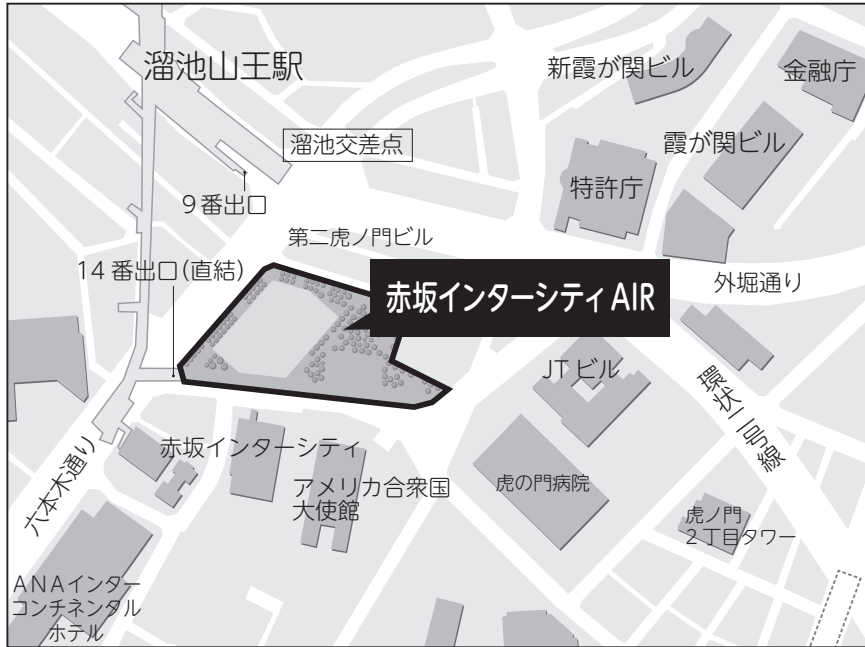 溜池山王駅
新霞が関ビル
金融庁
溜池交差点
霞が関ビル
特許庁
9番出口
第二虎ノ門ビル
14番出口(直結)
赤坂インターシティAIR
外堀通り
JTビル
環状二号線
六本木通り
赤坂インターシティ
アメリカ合衆国
大使館
虎の門病院
虎ノ門
2丁目タワー
ANAインター
コンチネンタル
ホテル